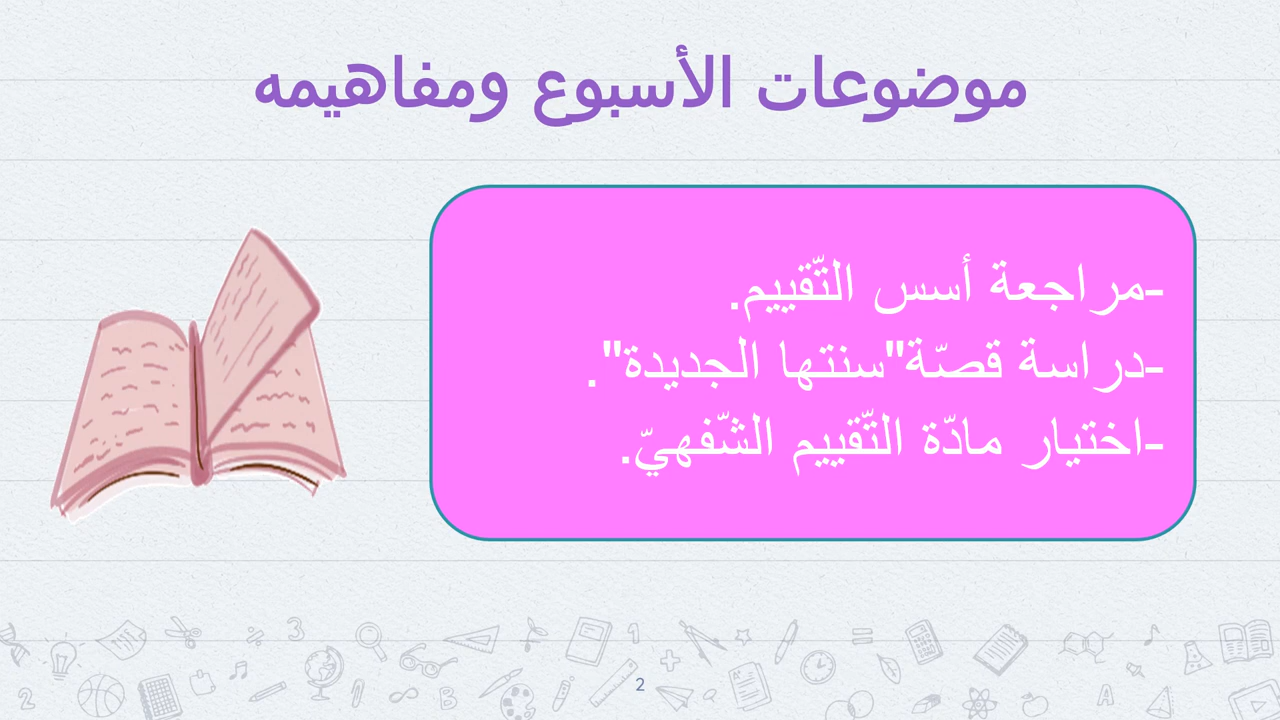 موضوعات الأسبوع ومفاهيمه
-مراجعة أسس التّقييم.
-دراسة قصّة"سنتها الجديدة".
-اختيار مادّة التّقييم الشّفهيّ.
2